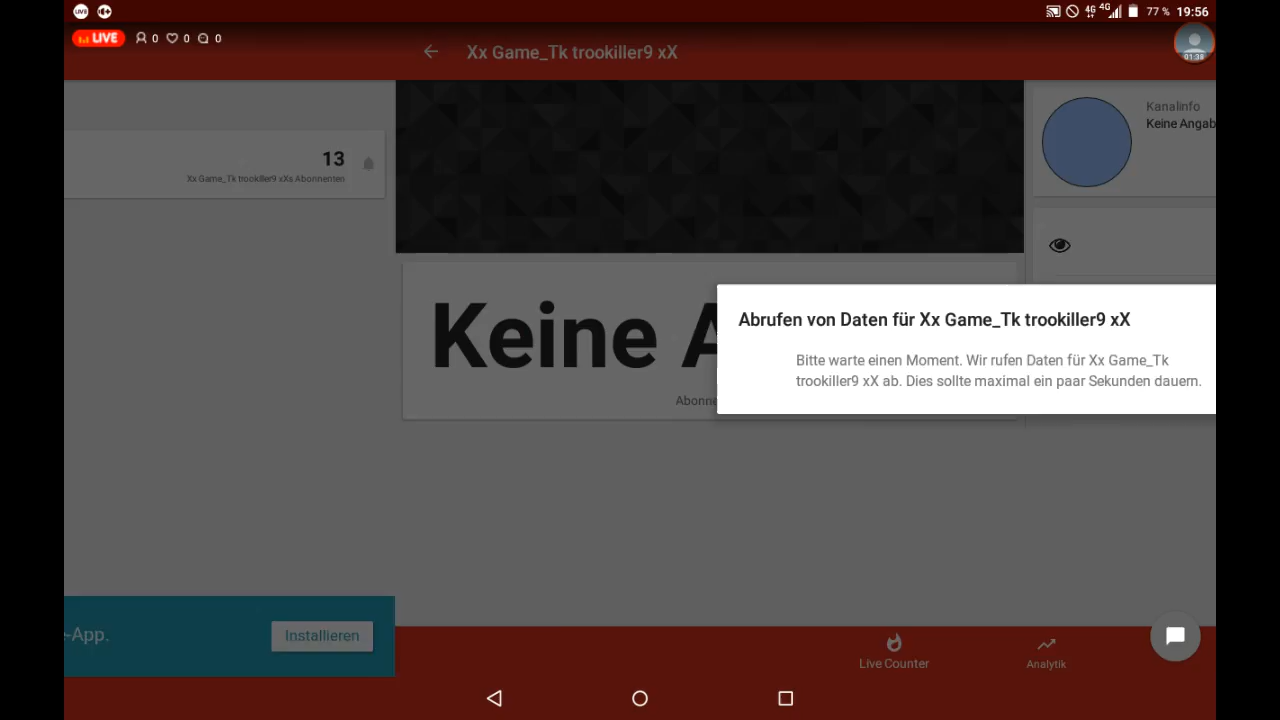 77 % 19:56
LIVE 0 0 0
Xx Game_Tk trookiller9 xX
01:38
Kanalinfo
Keine Angab
13
Xx Game_Tk trookiller9 xXs Abonnenten
Keine A
Abonne
Abrufen von Daten für Xx Game_Tk trookiller9 xX
Bitte warte einen Moment. Wir rufen Daten für Xx Game_Tk
trookiller9 xX ab. Dies sollte maximal ein paar Sekunden dauern.
-App.
Installieren
Live Counter
Analytik